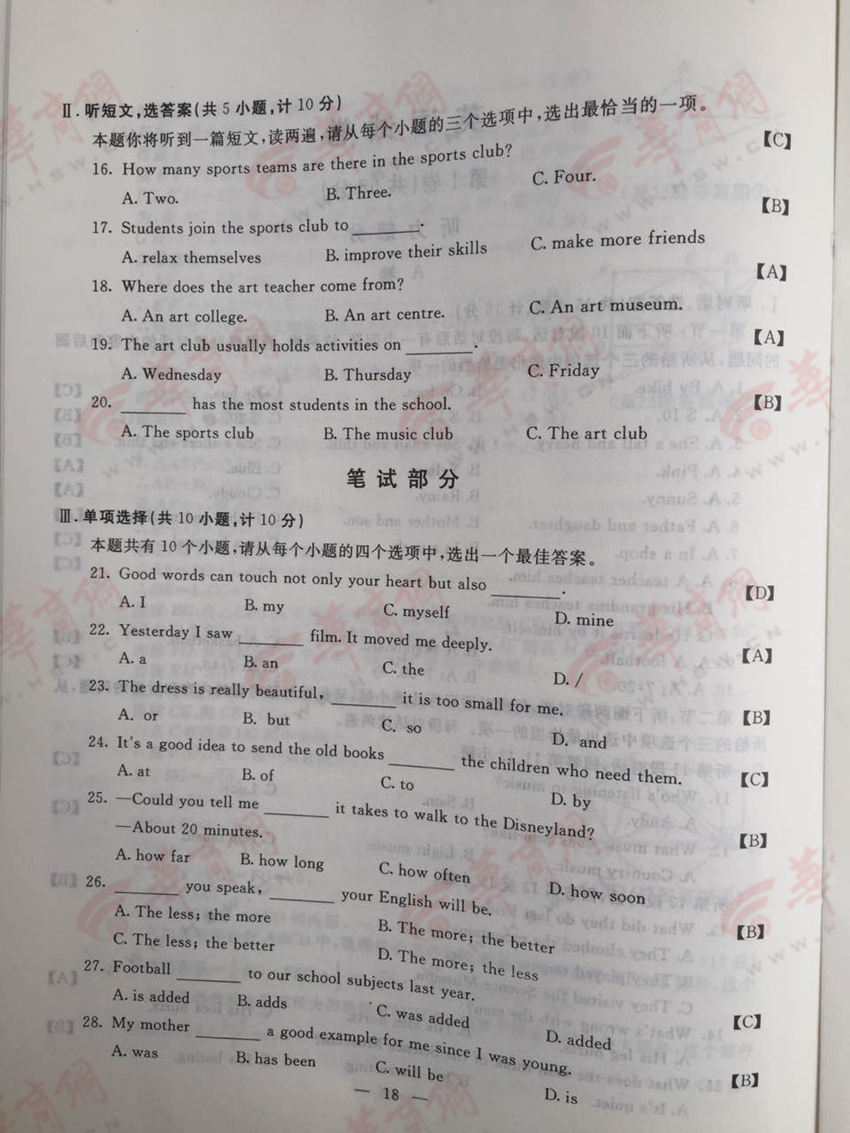 Ⅱ.听短文,选答案(共5小题,计10分)
本题你将听到一篇短文,读两遍,请从每个小题的三个选项中,选出最恰当的一项。
16. How many sports teams are there in the sports club? 【C】
A. Two. B. Three. C. Four.
17. Students join the sports club to ______. 【B】
A. relax themselves B. improve their skills C. make more friends
18. Where does the art teacher come from? 【A】
A. An art college. B. An art centre. C. An art museum.
19. The art club usually holds activities on ______. 【A】
A. Wednesday B. Thursday C. Friday
20. ______ has the most students in the school. 【B】
A. The sports club B. The music club C. The art club
笔试部分
Ⅲ.单项选择(共10小题,计10分)
本题共有10个小题,请从每个小题的四个选项中,选出一个最佳答案。
21. Good words can touch not only your heart but also ______. 【D】
A. I B. my C. myself D. mine
22. Yesterday I saw ______ film. It moved me deeply. 【A】
A. a B. an C. the D. /
23. The dress is really beautiful, ______ it is too small for me. 【B】
A. or B. but C. so D. and
24. It's a good idea to send the old books ______ the children who need them. 【C】
A. at B. of C. to D. by
25. —Could you tell me ______ it takes to walk to the Disneyland?
—About 20 minutes. 【B】
A. how far B. how long C. how often D. how soon
26. ______ you speak, ______ your English will be. 【B】
A. The less; the more B. The more; the better
C. The less; the better D. The more; the less
27. Football ______ to our school subjects last year. 【C】
A. is added B. adds C. was added D. added
28. My mother ______ a good example for me since I was young. 【B】
A. was B. has been C. will be D. is
— 18 —